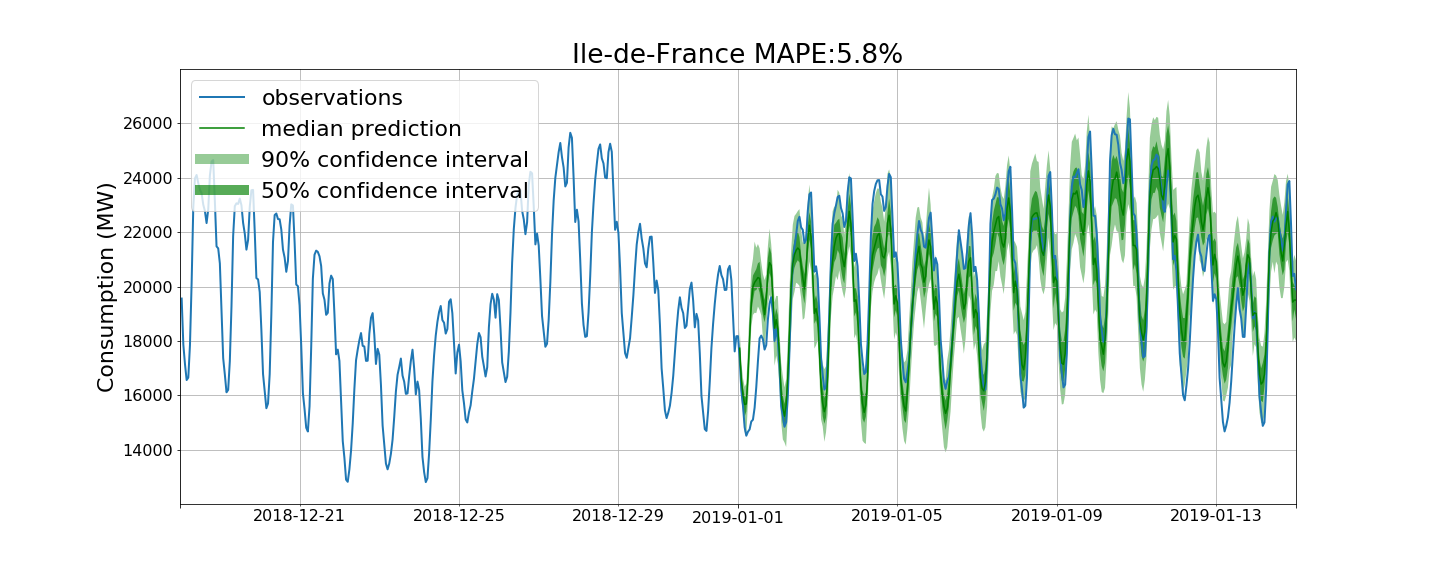 Ile-de-France MAPE:5.8%
observations
median prediction
90% confidence interval
50% confidence interval
Consumption (MW)
26000
24000
22000
20000
18000
16000
14000
2018-12-21
2018-12-25
2018-12-29
2019-01-01
2019-01-05
2019-01-09
2019-01-13